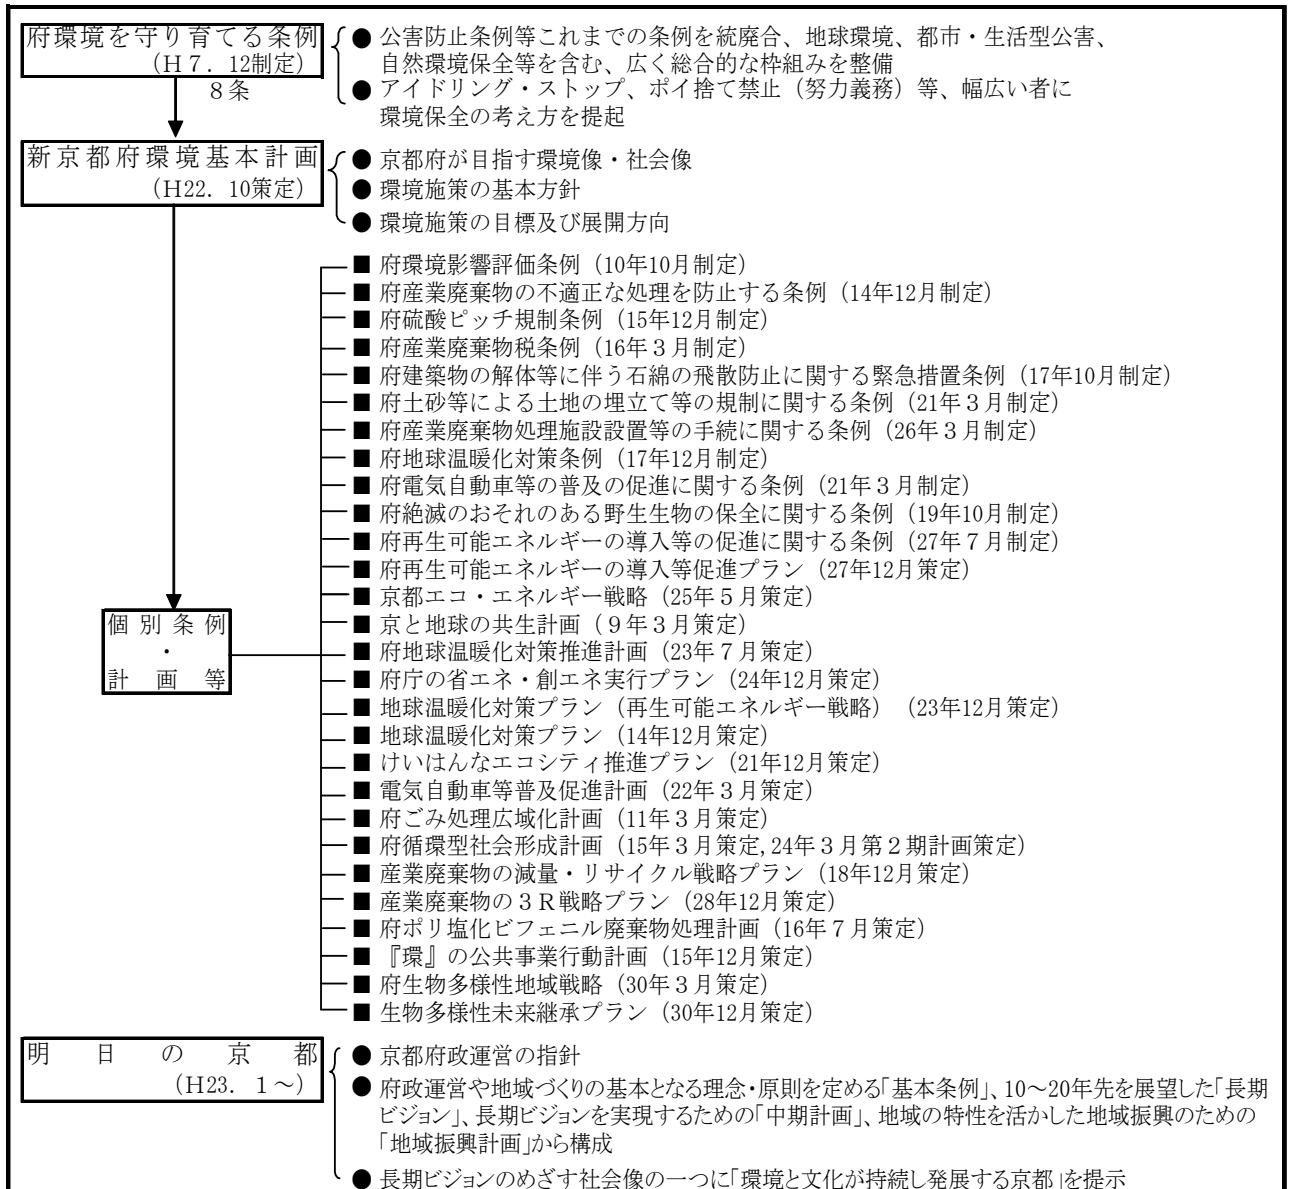 府環境を守り育てる条例
(H7．12制定)
8条
● 公害防止条例等これまでの条例を統廃合、地球環境、都市・生活型公害、
自然環境保全等を含む、広く総合的な枠組みを整備
● アイドリング・ストップ、ポイ捨て禁止（努力義務）等、幅広い者に
環境保全の考え方を提起
新京都府環境基本計画
(H22．10策定)
● 京都府が目指す環境像・社会像
● 環境施策の基本方針
● 環境施策の目標及び展開方向
個別条例
・
計画等
■ 府環境影響評価条例（10年10月制定）
■ 府産業廃棄物の不適正な処理を防止する条例（14年12月制定）
■ 府硫酸ピッチ規制条例（15年12月制定）
■ 府産業廃棄物税条例（16年３月制定）
■ 府建築物の解体等に伴う石綿の飛散防止に関する緊急措置条例（17年10月制定）
■ 府土砂等による土地の埋立て等の規制に関する条例（21年３月制定）
■ 府産業廃棄物処理施設設置等の手続に関する条例（26年３月制定）
■ 府地球温暖化対策条例（17年12月制定）
■ 府電気自動車等の普及の促進に関する条例（21年３月制定）
■ 府絶滅のおそれのある野生生物の保全に関する条例（19年10月制定）
■ 府再生可能エネルギーの導入等の促進に関する条例（27年７月制定）
■ 府再生可能エネルギーの導入等促進プラン（27年12月策定）
■ 京都エコ・エネルギー戦略（25年５月策定）
■ 京と地球の共生計画（９年３月策定）
■ 府地球温暖化対策推進計画（23年７月策定）
■ 府庁の省エネ・創エネ実行プラン（24年12月策定）
■ 地球温暖化対策プラン（再生可能エネルギー戦略）（23年12月策定）
■ 地球温暖化対策プラン（14年12月策定）
■ けいはんなエコシティ推進プラン（21年12月策定）
■ 電気自動車等普及促進計画（22年３月策定）
■ 府ごみ処理広域化計画（11年３月策定）
■ 府循環型社会形成計画（15年３月策定,24年３月第２期計画策定）
■ 産業廃棄物の減量・リサイクル戦略プラン（18年12月策定）
■ 産業廃棄物の３Ｒ戦略プラン（28年12月策定）
■ 府ポリ塩化ビフェニル廃棄物処理計画（16年７月策定）
■ 『環』の公共事業行動計画（15年12月策定）
■ 府生物多様性地域戦略（30年３月策定）
■ 生物多様性未来継承プラン（30年12月策定）
明日の京都
(H23．1～)
● 京都府政運営の指針
● 府政運営や地域づくりの基本となる理念・原則を定める「基本条例」、10～20年先を展望した「長期
ビジョン」、長期ビジョンを実現するための「中期計画」、地域の特性を活かした地域振興のための
「地域振興計画」から構成
● 長期ビジョンのめざす社会像の一つに「環境と文化が持続し発展する京都」を提示